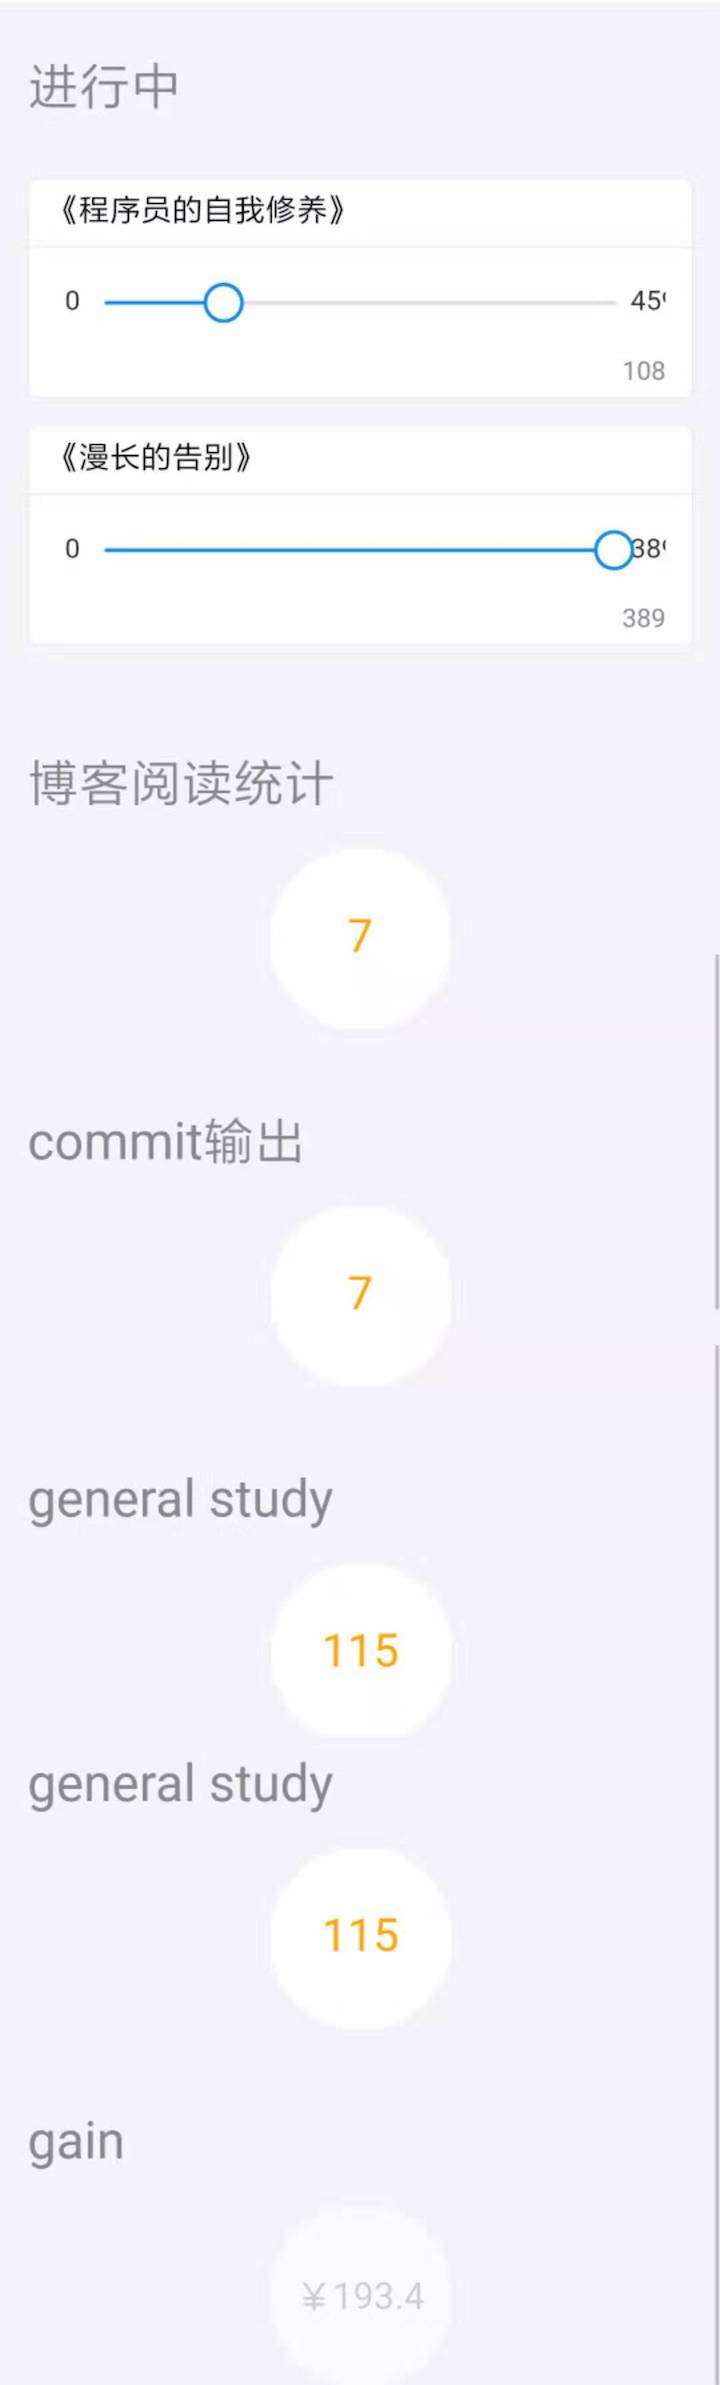 进行中
《程序员的自我修养》
0 45
108
《漫长的告别》
0 38
389
博客阅读统计
7
commit输出
7
general study
115
general study
115
gain
￥193.4